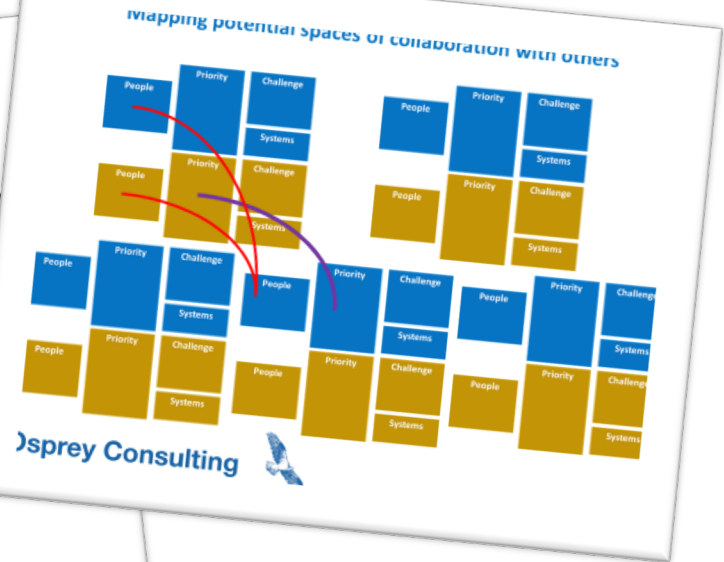 Mapping potential spaces of collaboration with others
People
Priority
Challenge
Systems
People
Priority
Challenge
Systems
People
Priority
Challenge
Systems
People
Priority
Challenge
Systems
People
Priority
Challenge
Systems
People
Priority
Challenge
Systems
People
Priority
Challenge
Systems
People
Priority
Challenge
Systems
People
Priority
Challenge
Systems
People
Priority
Challenge
Systems
Osprey Consulting